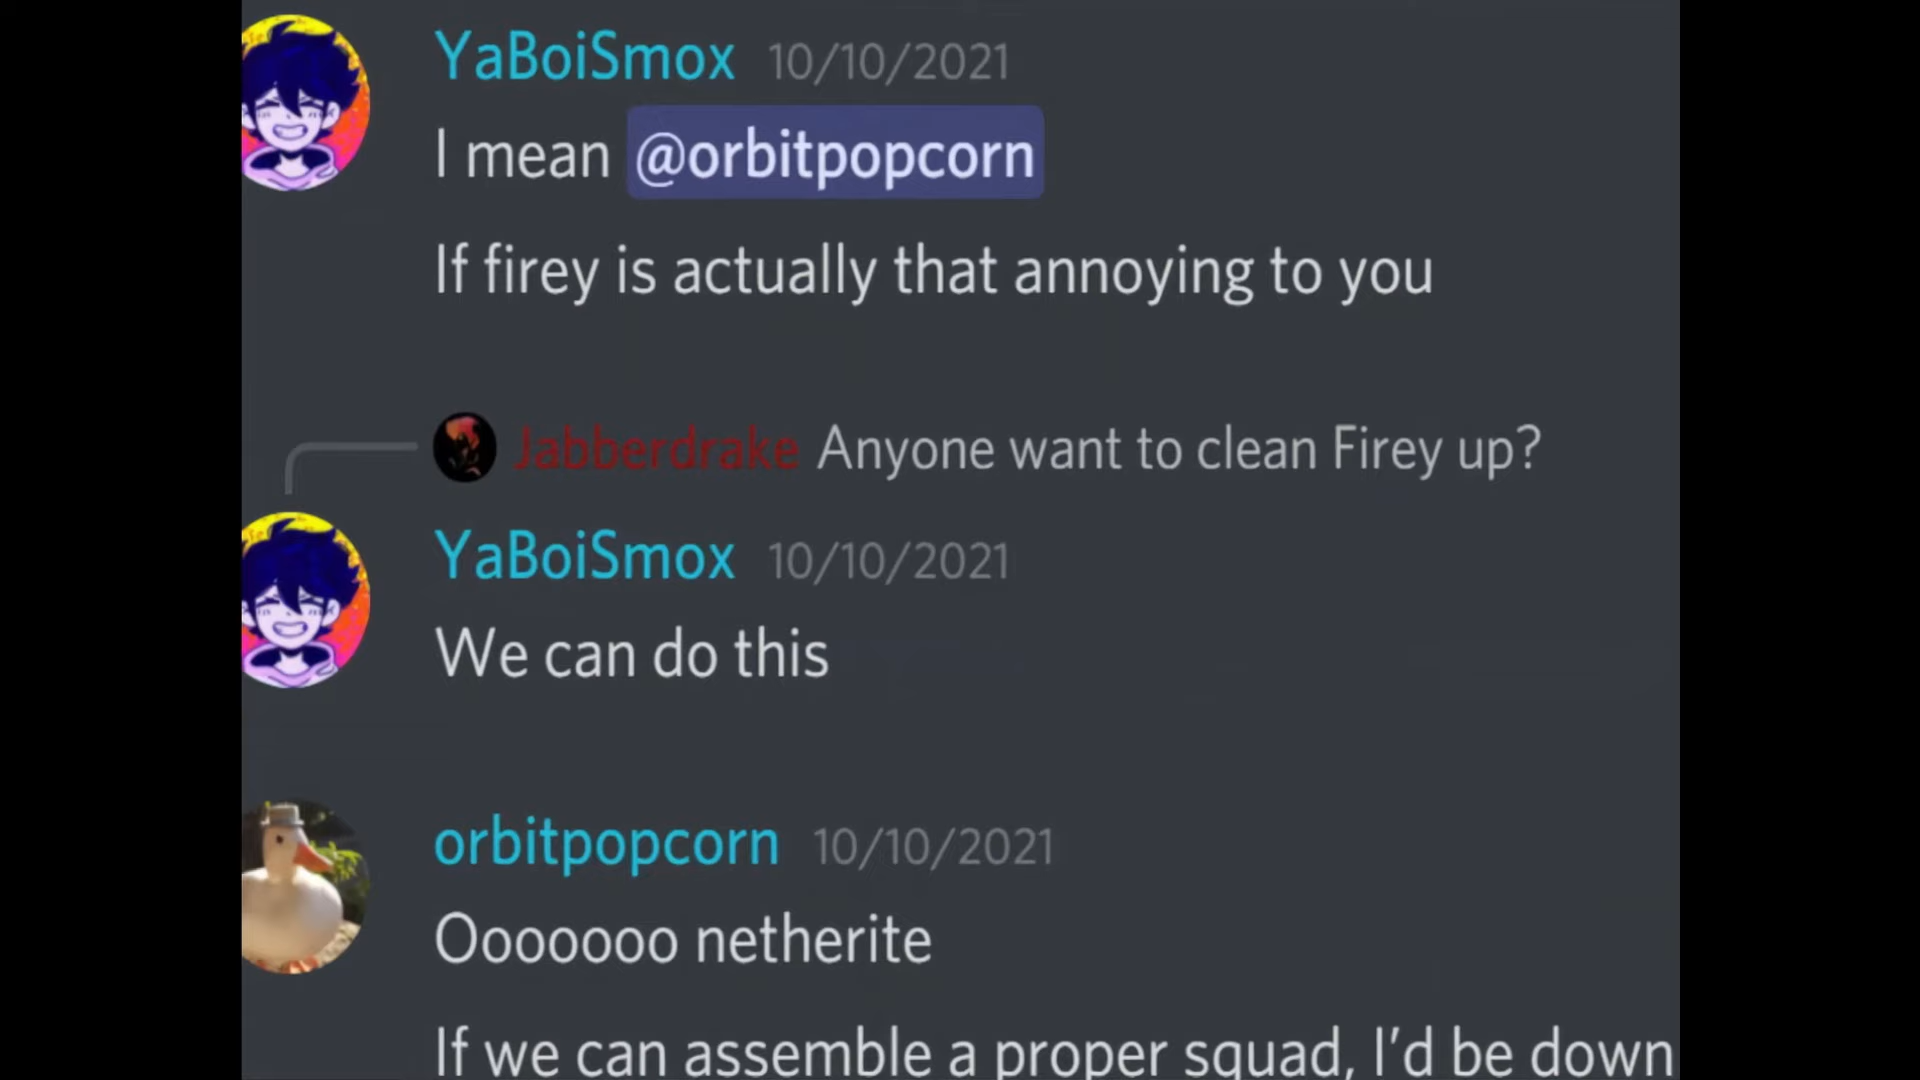 YaBoiSmox 10/10/2021
I mean @orbitpopcorn
If firey is actually that annoying to you
Jabberdrake Anyone want to clean Firey up?
YaBoiSmox 10/10/2021
We can do this
orbitpopcorn 10/10/2021
Ooooooo netherite
If we can assemble a proper squad, I'd be down